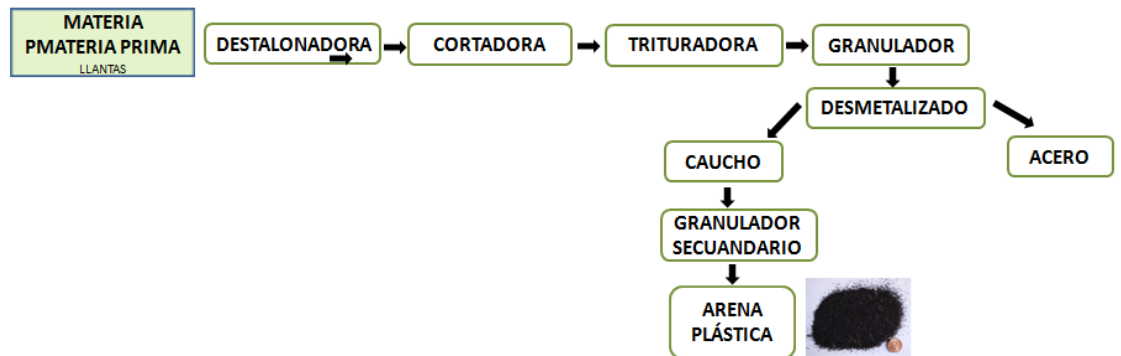 MATERIA
PMATERIA PRIMA
LLANTAS
DESTALONADORA
CORTADORA
TRITURADORA
GRANULADOR
DESMETALIZADO
CAUCHO
ACERO
GRANULADOR
SECUANDARIO
ARENA
PLÁSTICA